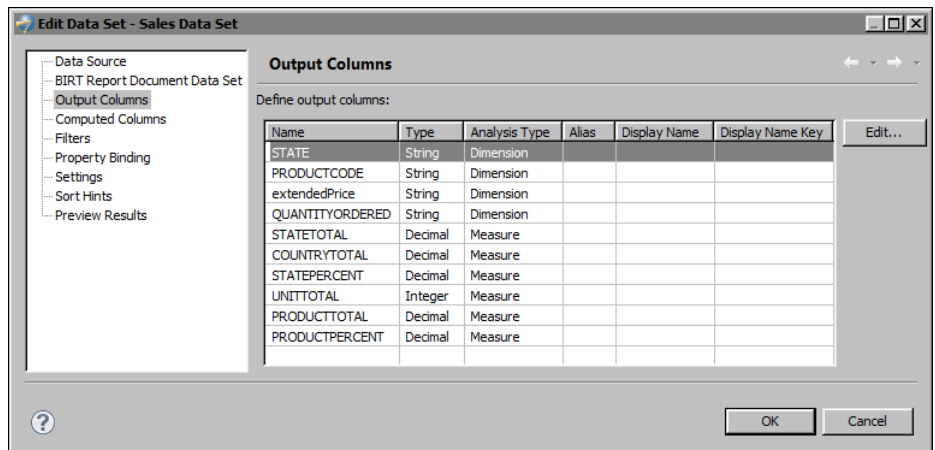 Edit Data Set - Sales Data Set
Data Source
BIRT Report Document Data Set
Output Columns
Computed Columns
Filters
Property Binding
Settings
Sort Hints
Preview Results
Output Columns
Define output columns:
Name Type Analysis Type Alias Display Name Display Name Key
STATE String Dimension
PRODUCTCODE String Dimension
extendedPrice String Dimension
QUANTITYORDERED String Dimension
STATETOTAL Decimal Measure
COUNTRYTOTAL Decimal Measure
STATEPERCENT Decimal Measure
UNITTOTAL Integer Measure
PRODUCTTOTAL Decimal Measure
PRODUCTPERCENT Decimal Measure
Edit...
?
OK Cancel